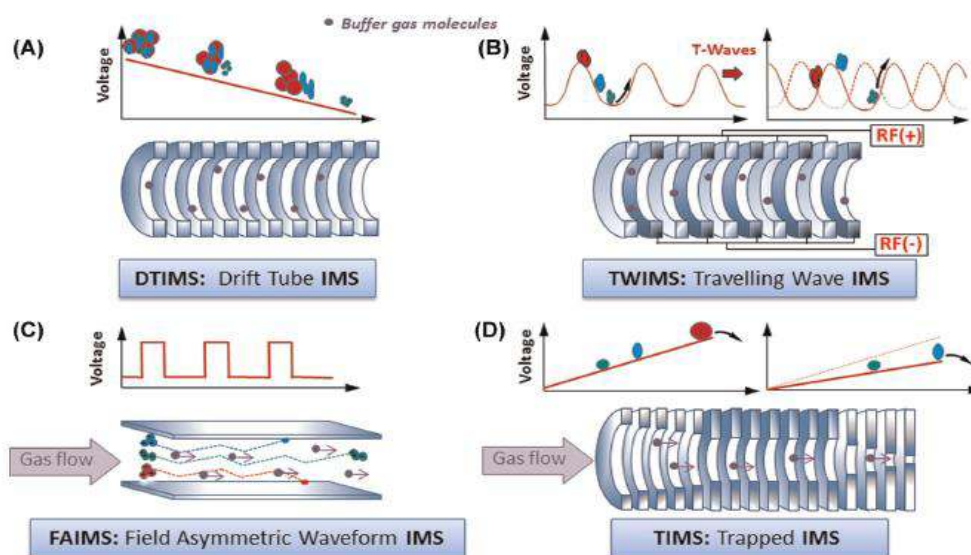 Buffer gas molecules
(A)
Voltage
DTIMS: Drift Tube IMS
(B)
Voltage
T-Waves
RF(+)
RF(-)
TWIMS: Travelling Wave IMS
(C)
Voltage
Gas flow
FAIMS: Field Asymmetric Waveform IMS
(D)
Voltage
Gas flow
TIMS: Trapped IMS